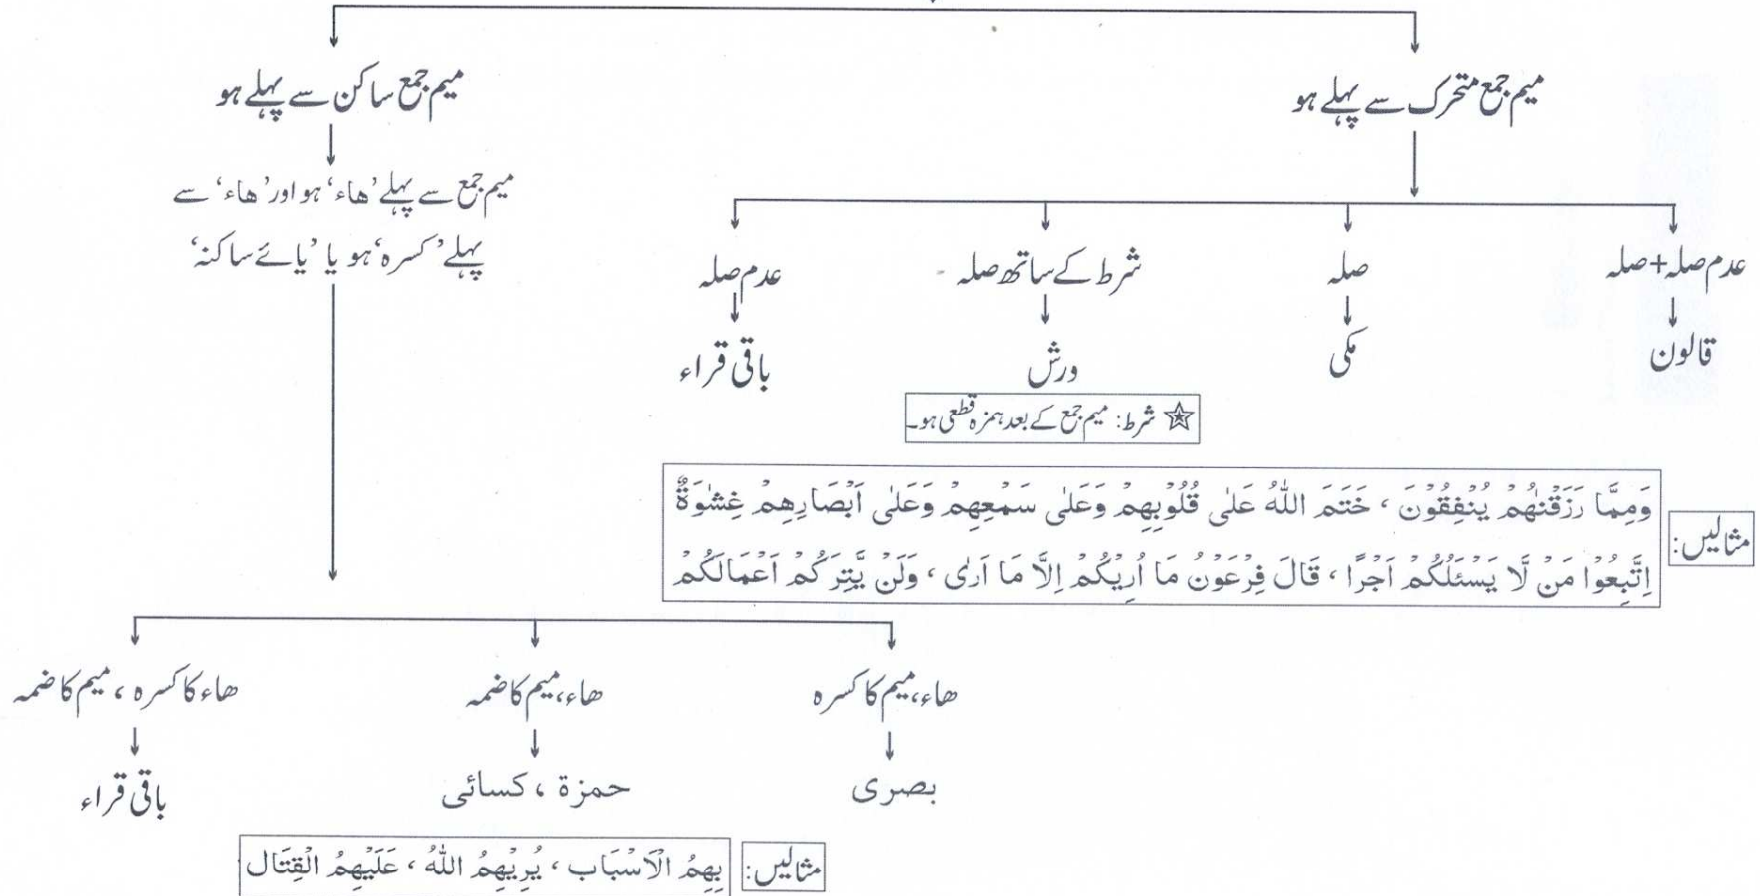 میم جمع متحرک سے پہلے ہو
میم جمع ساکن سے پہلے ہو
میم جمع سے پہلے ’ھاء‘ ہو اور ’ھاء‘ سے
پہلے ’کسرہ‘ ہو یا ’یائے ساکنہ‘
عدم صلہ+صلہ
صلہ
شرط کے ساتھ صلہ
عدم صلہ
قالون
مکی
ورش
باقی قراء
☆ شرط: میم جمع کے بعد ہمزہ قطعی ہو۔
مثالیں:
وَمِمَّا رَزَقْنٰهُمْ يُنْفِقُوْنَ ، خَتَمَ اللّٰهُ عَلٰى قُلُوْبِهِمْ وَعَلٰى سَمْعِهِمْ وَعَلٰى اَبْصَارِهِمْ غِشٰوَةٌ
اِتَّبِعُوْا مَنْ لَّا يَسْئَلُكُمْ اَجْرًا ، قَالَ فِرْعَوْنُ مَا اُرِيْكُمْ اِلَّا مَا اَرٰى ، وَلَنْ يَّتِرَكُمْ اَعْمَالَكُمْ
ھاء، میم کا کسرہ
ھاء، میم کا ضمہ
ھاء کا کسرہ ، میم کا ضمہ
بصری
حمزة ، کسائی
باقی قراء
مثالیں:
بِهِمُ الْاَسْبَاب ، يُرِيْهِمُ اللّٰهُ ، عَلَيْهِمُ الْقِتَال